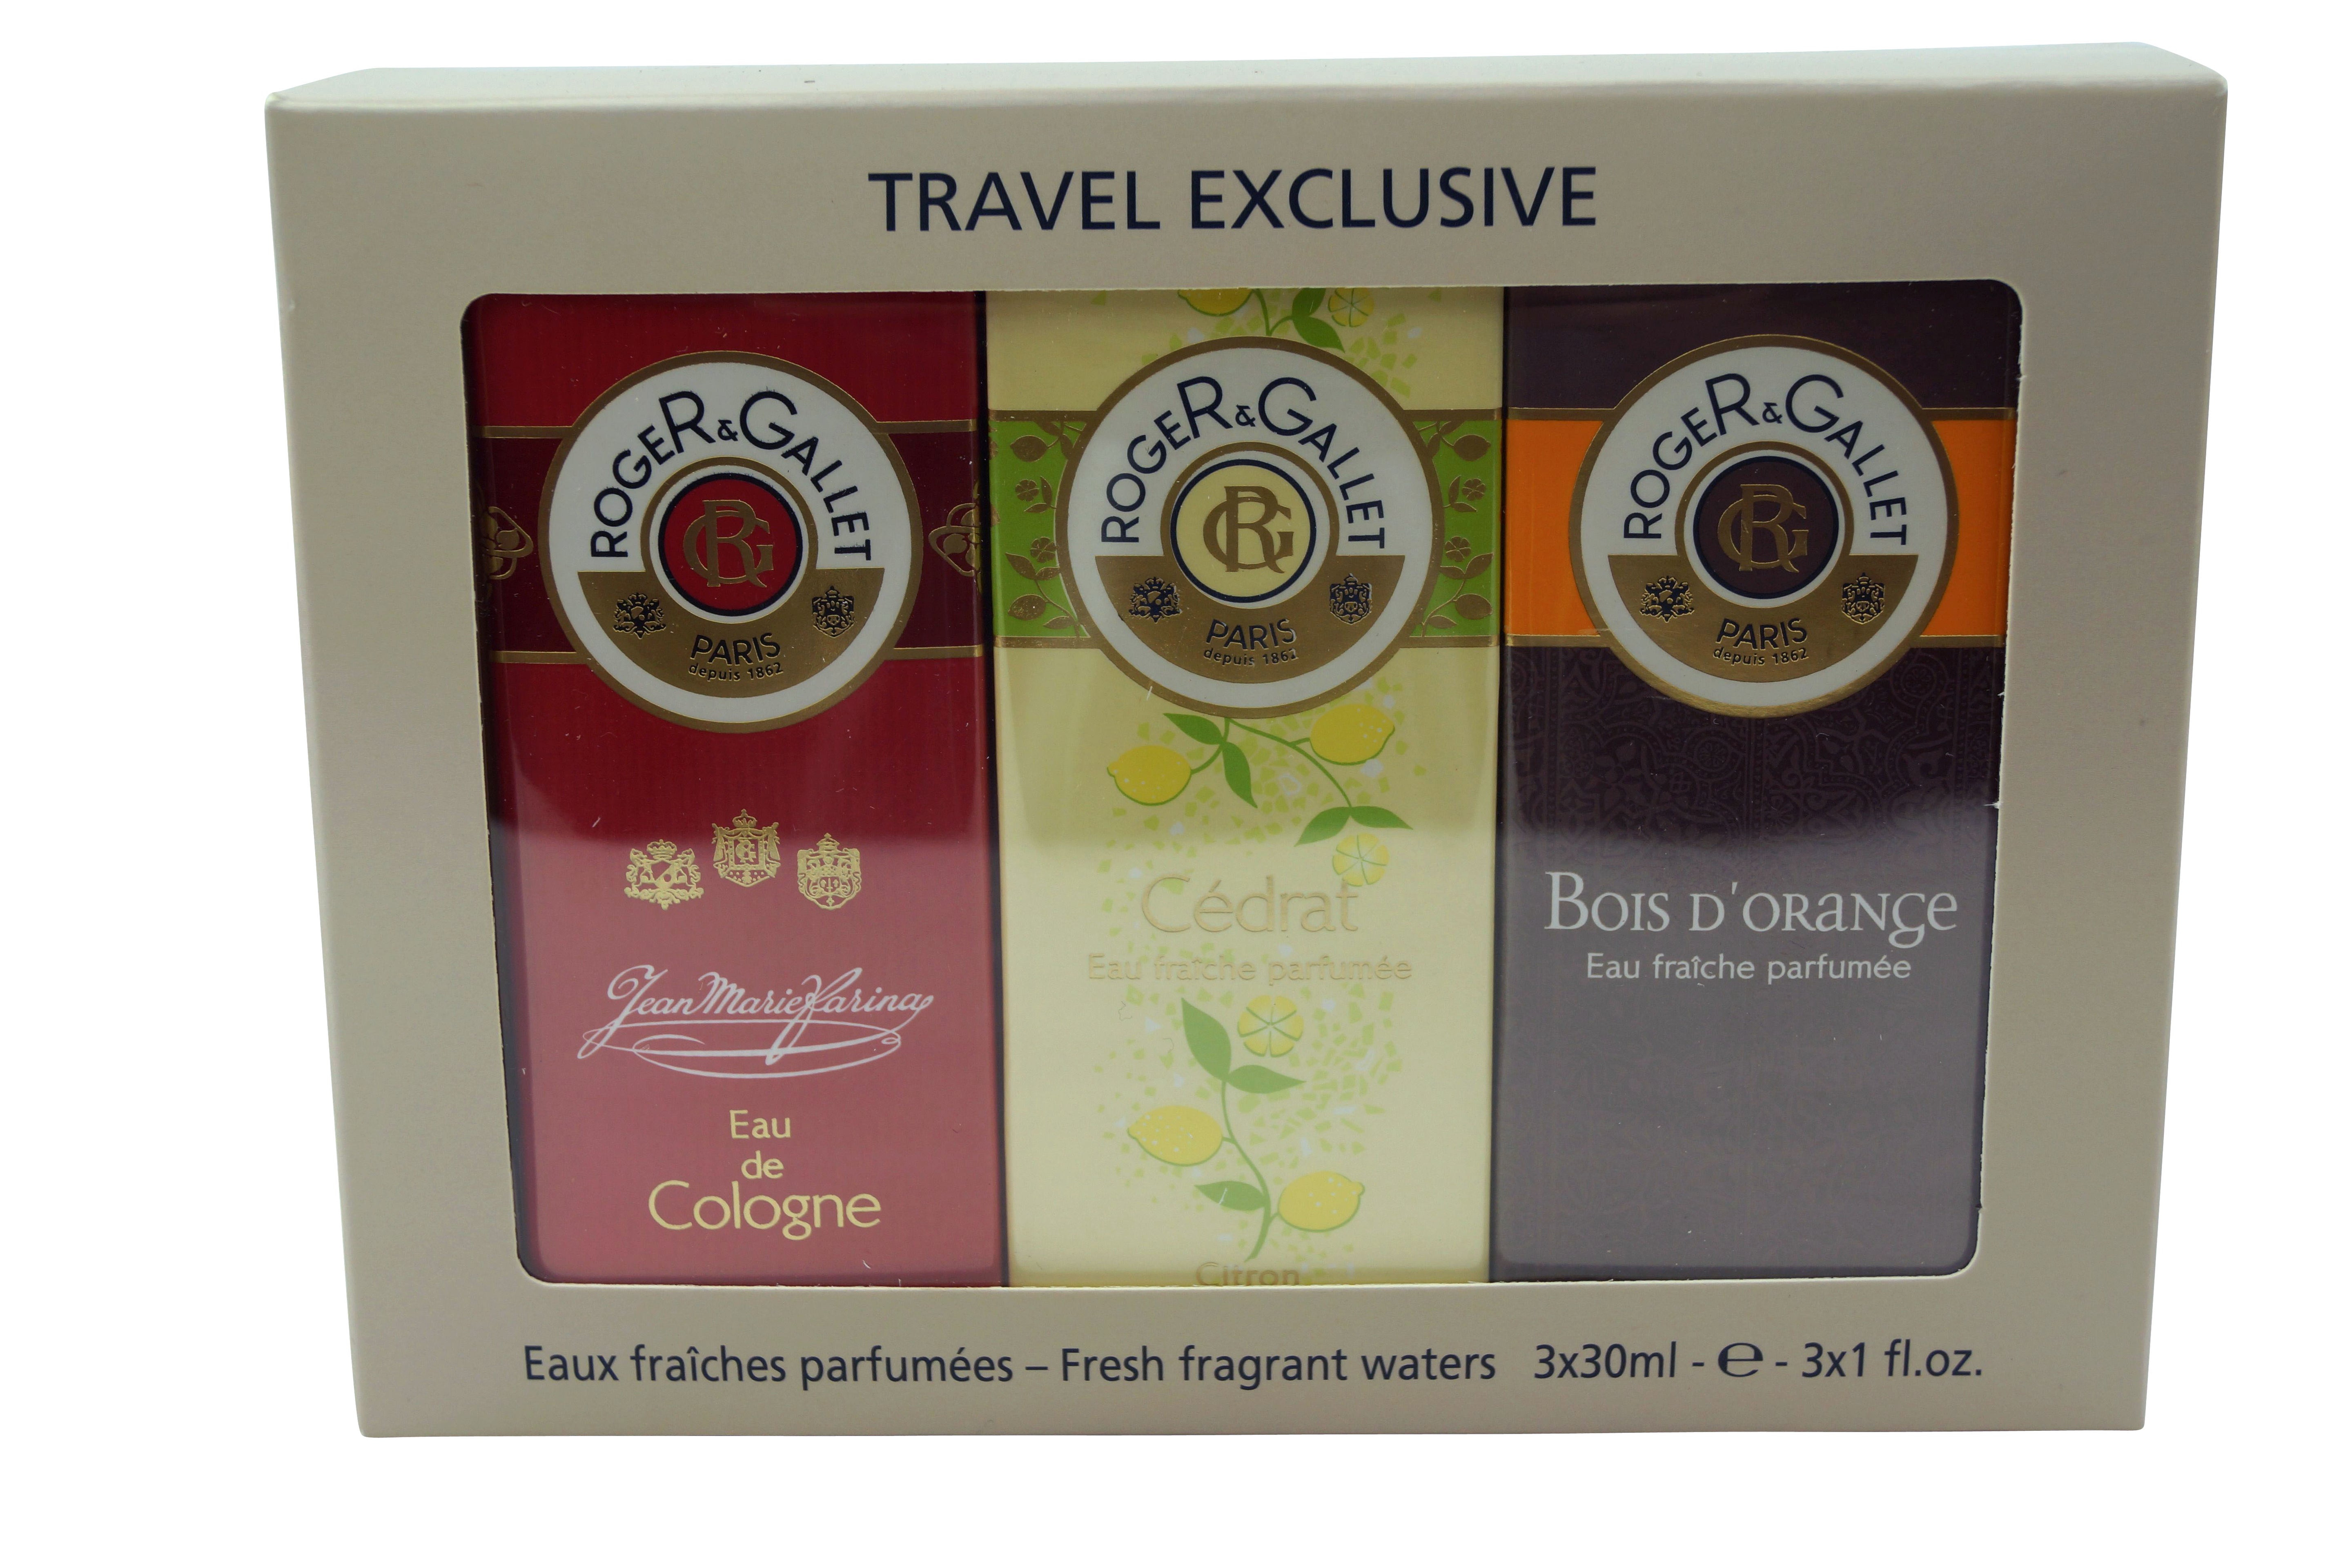 TRAVEL EXCLUSIVE
ROGER & GALLET
RG
PARIS
depuis 1862
Jean Marie Farina
Eau
de
Cologne
ROGER & GALLET
RG
PARIS
depuis 1862
Cédrat
Eau fraîche parfumée
Citron
ROGER & GALLET
RG
PARIS
depuis 1862
BOIS D'ORANGE
Eau fraîche parfumée
Eaux fraîches parfumées – Fresh fragrant waters 3x30ml - ℮ - 3x1 fl.oz.